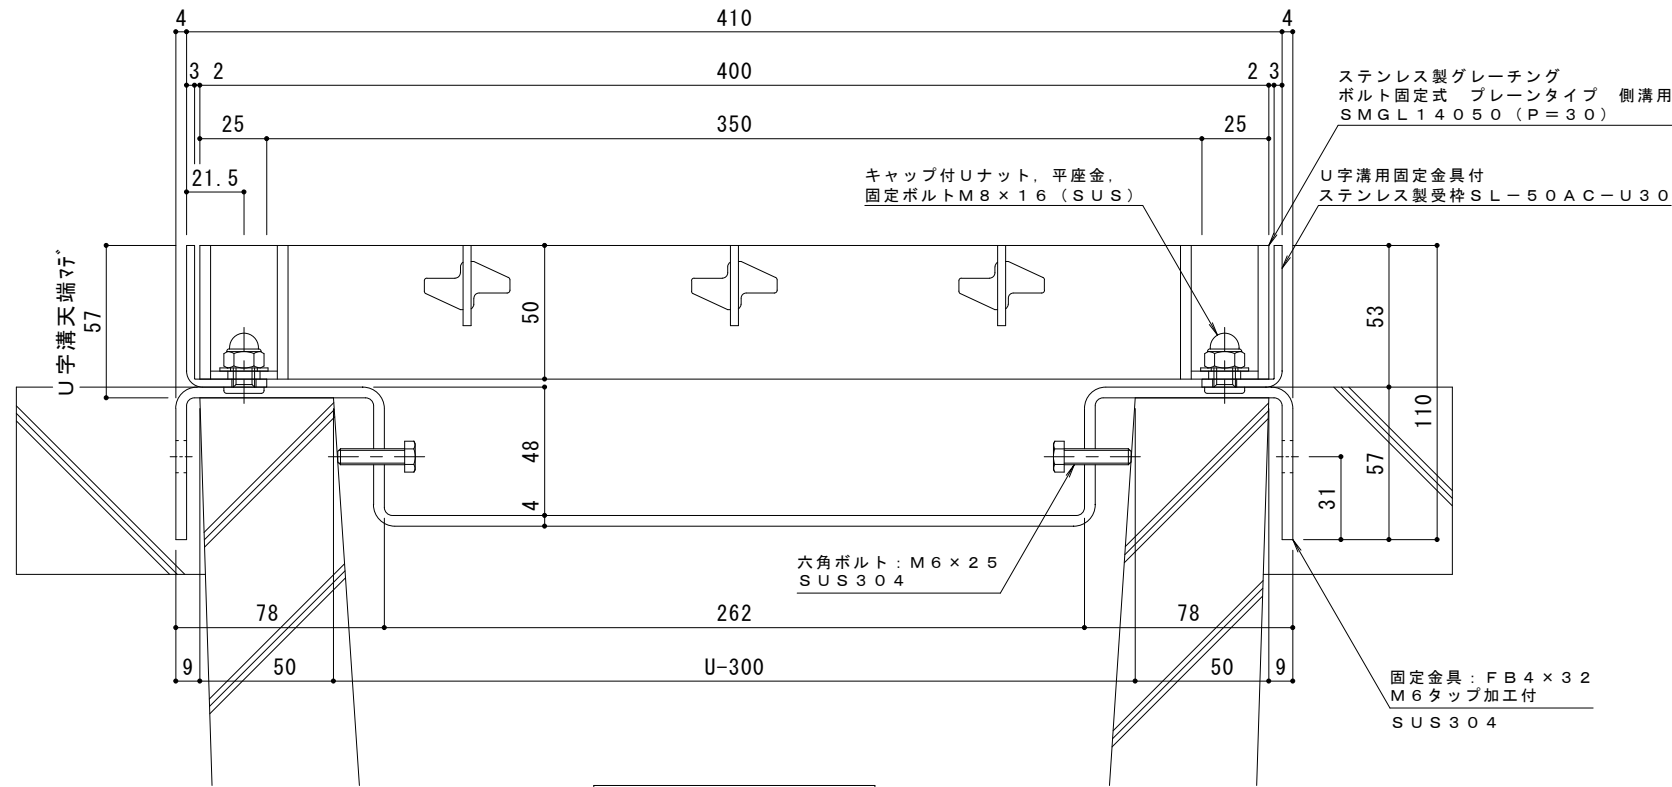 4
410
4
3
2
400
2
3
ステンレス製グレーチング
ボルト固定式 プレーンタイプ 側溝用
SMGL14050(P=30)
25
350
25
21.5
キャップ付Uナット,平座金,
固定ボルトM8×16(SUS)
U字溝用固定金具付
ステンレス製受枠SL-50AC-U30
U字溝天端マデ
57
50
53
110
48
57
4
31
六角ボルト:M6×25
SUS304
78
262
78
9
50
U-300
50
9
固定金具:FB4×32
M6タップ加工付
SUS304